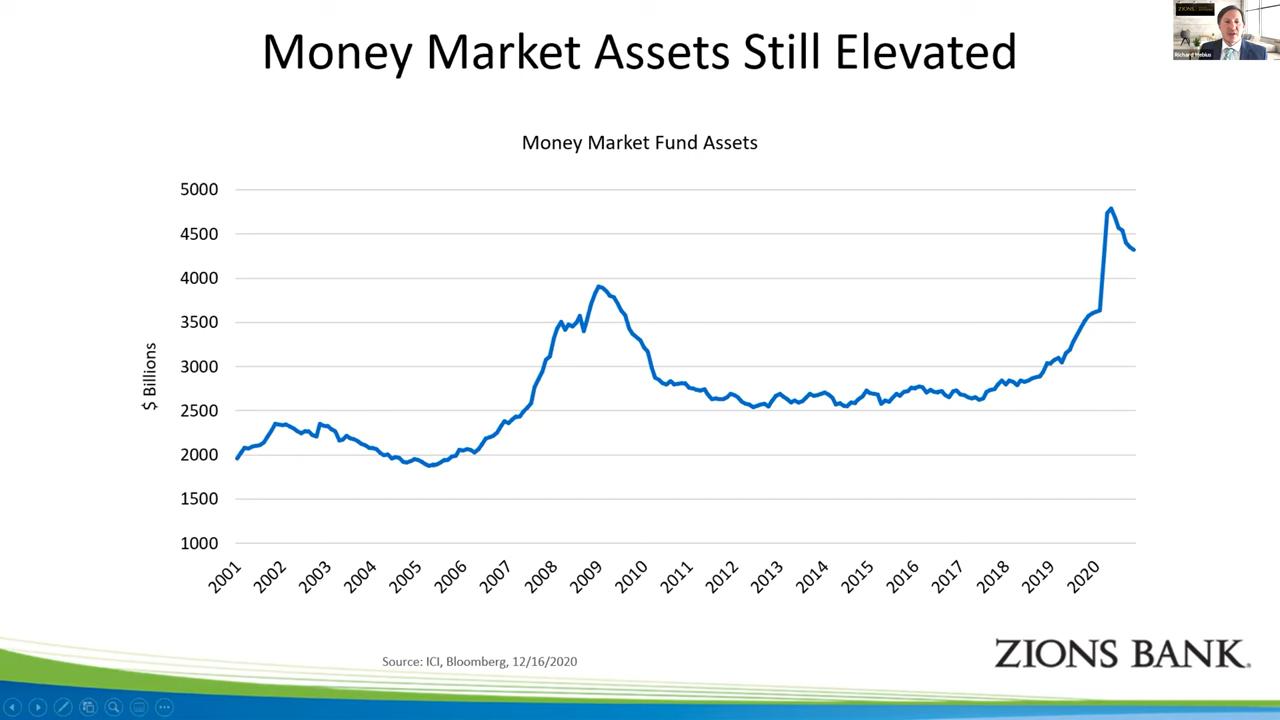 Money Market Assets Still Elevated
ZIONS
Money Market Fund Assets
5000
4500
4000
3500
3000
2500
2000
1500
1000
$ Billions
2001 2002 2003 2004 2005 2006 2007 2008 2009 2010 2011 2012 2013 2014 2015 2016 2017 2018 2019 2020
Source: ICI, Bloomberg, 12/16/2020
ZIONS BANK.